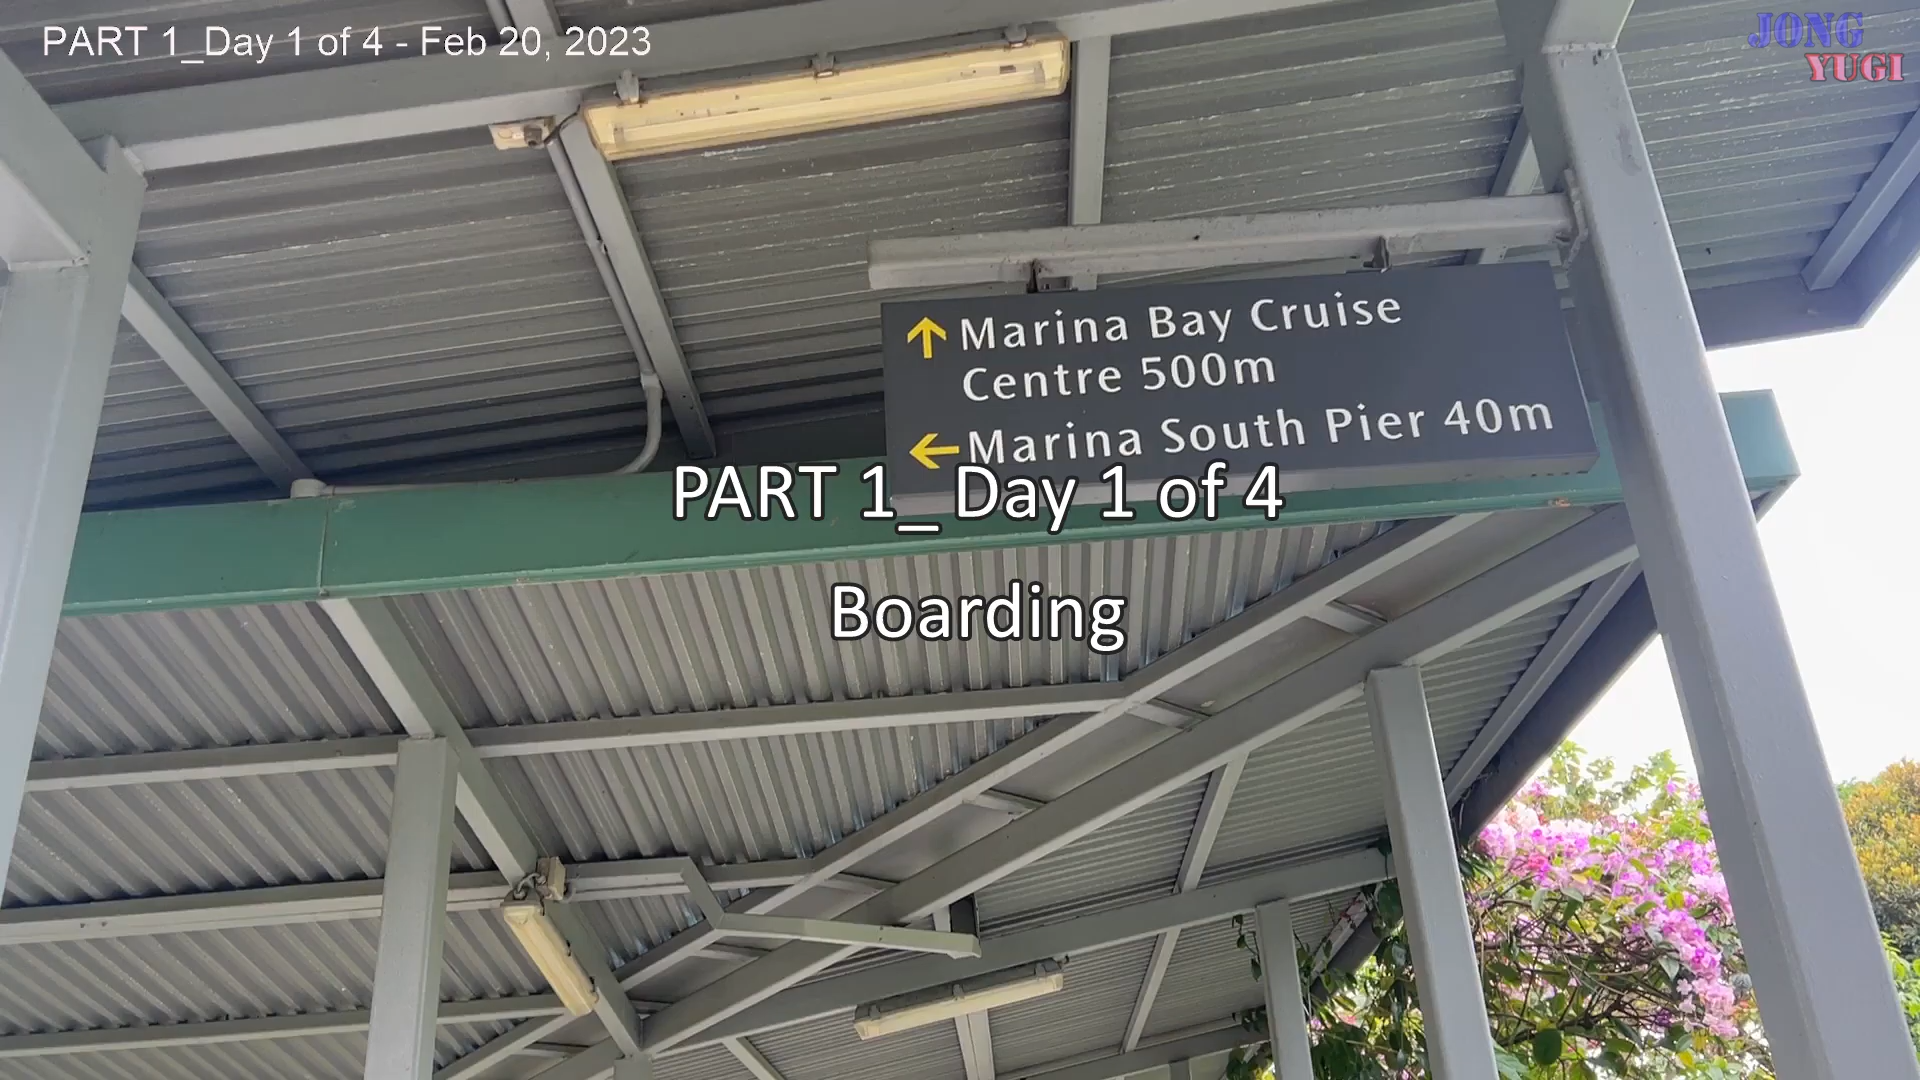 PART 1_Day 1 of 4 - Feb 20, 2023
JONG
YUGI
↑ Marina Bay Cruise
Centre 500m
← Marina South Pier 40m
PART 1_ Day 1 of 4
Boarding